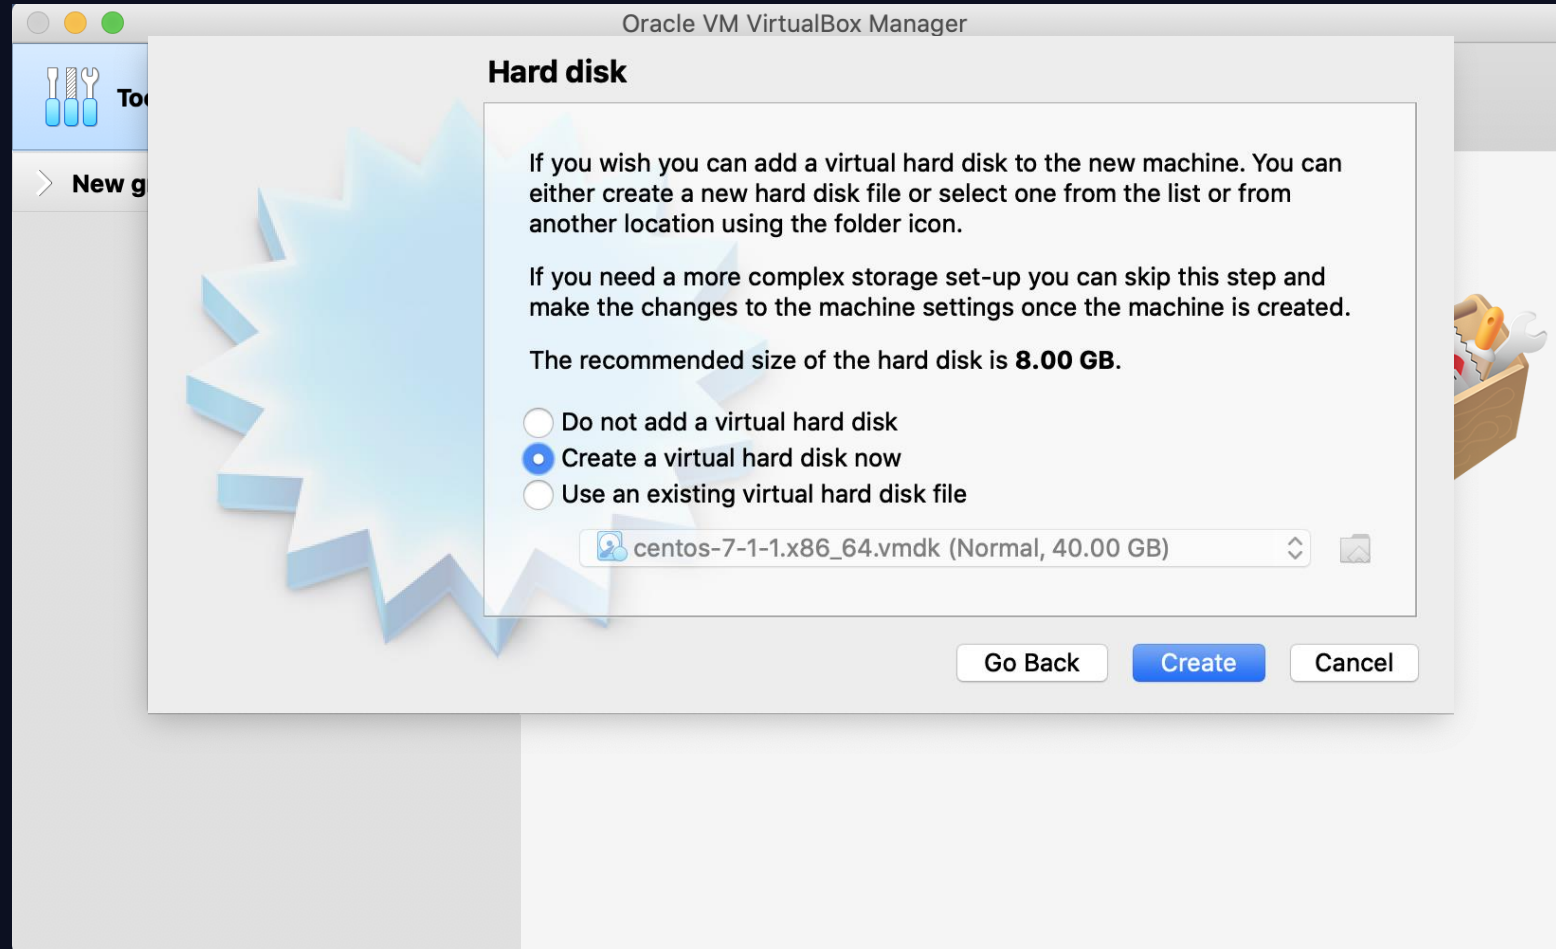 Oracle VM VirtualBox Manager
Hard disk
New
If you wish you can add a virtual hard disk to the new machine. You can
either create a new hard disk file or select one from the list or from
another location using the folder icon.
If you need a more complex storage set-up you can skip this step and
make the changes to the machine settings once the machine is created.
The recommended size of the hard disk is 8.00 GB.
Do not add a virtual hard disk
Create a virtual hard disk now
Use an existing virtual hard disk file
centos-7-1-1.x86_64.vmdk (Normal, 40.00 GB)
Go Back
Create
Cancel